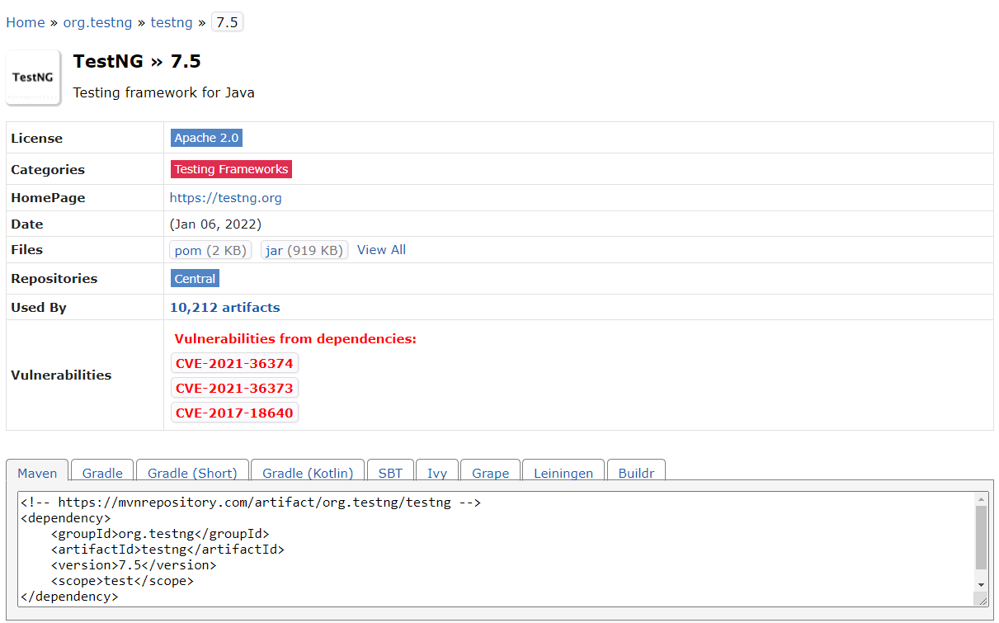 Home » org.testng » testng » 7.5
TestNG
TestNG » 7.5
Testing framework for Java
License Apache 2.0
Categories Testing Frameworks
HomePage https://testng.org
Date (Jan 06, 2022)
Files pom (2 KB) jar (919 KB) View All
Repositories Central
Used By 10,212 artifacts
Vulnerabilities Vulnerabilities from dependencies:
CVE-2021-36374
CVE-2021-36373
CVE-2017-18640
Maven Gradle Gradle (Short) Gradle (Kotlin) SBT Ivy Grape Leiningen Buildr
<!-- https://mvnrepository.com/artifact/org.testng/testng -->
<dependency>
    <groupId>org.testng</groupId>
    <artifactId>testng</artifactId>
    <version>7.5</version>
    <scope>test</scope>
</dependency>